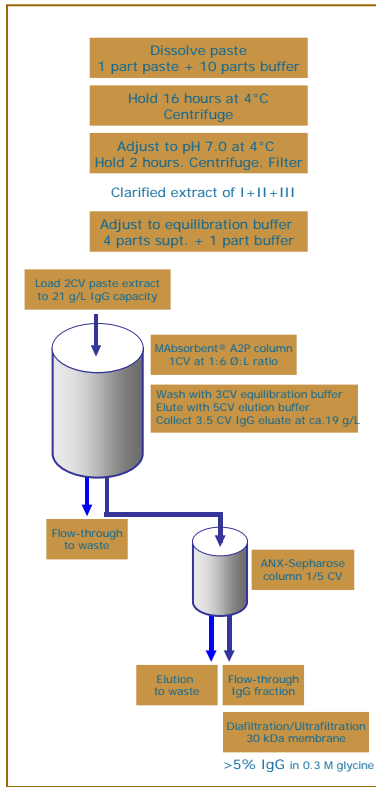 Dissolve paste
1 part paste + 10 parts buffer
Hold 16 hours at 4°C
Centrifuge
Adjust to pH 7.0 at 4°C
Hold 2 hours. Centrifuge. Filter
Clarified extract of I+II+III
Adjust to equilibration buffer
4 parts supt. + 1 part buffer
Load 2CV paste extract
to 21 g/L IgG capacity
MAbsorbent® A2P column
1CV at 1:6 Ø:L ratio
Wash with 3CV equilibration buffer
Elute with 5CV elution buffer
Collect 3.5 CV IgG eluate at ca.19 g/L
Flow-through
to waste
ANX-Sepharose
column 1/5 CV
Elution
to waste
Flow-through
IgG fraction
Diafiltration/Ultrafiltration
30 kDa membrane
>5% IgG in 0.3 M glycine